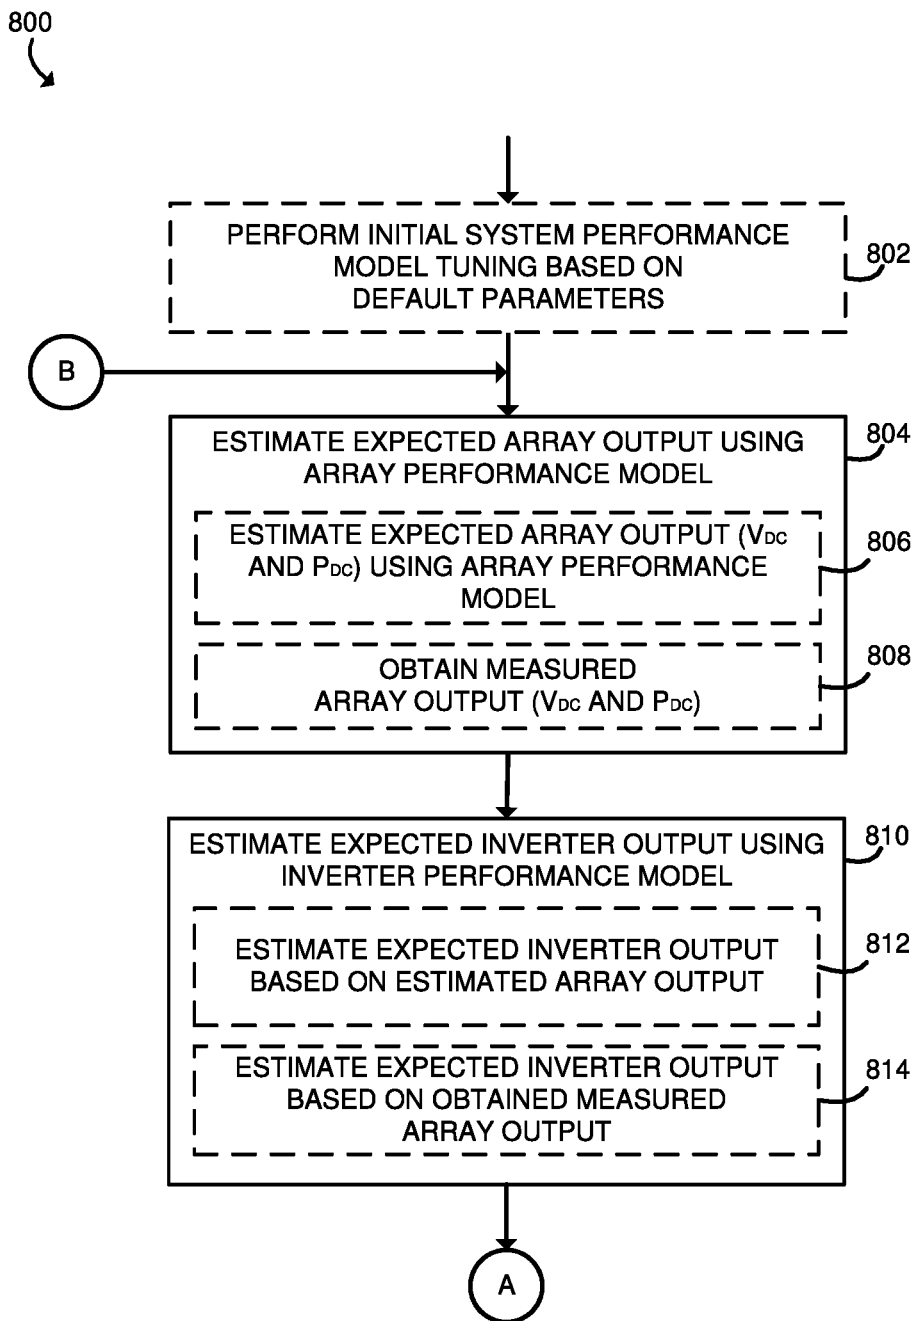 800
PERFORM INITIAL SYSTEM PERFORMANCE
MODEL TUNING BASED ON
DEFAULT PARAMETERS
802
B
ESTIMATE EXPECTED ARRAY OUTPUT USING
ARRAY PERFORMANCE MODEL
804
ESTIMATE EXPECTED ARRAY OUTPUT (VDC
AND PDC) USING ARRAY PERFORMANCE
MODEL
806
OBTAIN MEASURED
ARRAY OUTPUT (VDC AND PDC)
808
ESTIMATE EXPECTED INVERTER OUTPUT USING
INVERTER PERFORMANCE MODEL
810
ESTIMATE EXPECTED INVERTER OUTPUT
BASED ON ESTIMATED ARRAY OUTPUT
812
ESTIMATE EXPECTED INVERTER OUTPUT
BASED ON OBTAINED MEASURED
ARRAY OUTPUT
814
A